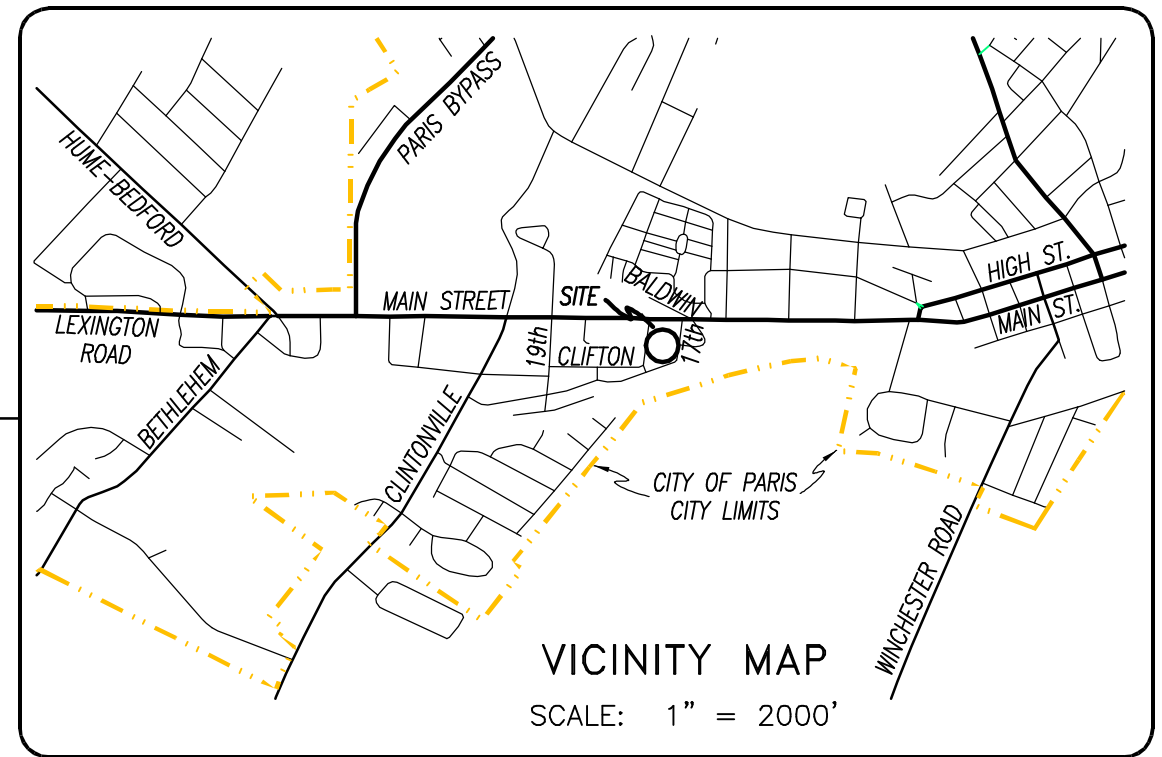 PARIS BYPASS
HUME-BEDFORD
HIGH ST.
BALDWIN
MAIN STREET
SITE
MAIN ST.
LEXINGTON
ROAD
19th
CLIFTON
17th
BETHLEHEM
CLINTONVILLE
CITY OF PARIS
CITY LIMITS
WINCHESTER ROAD
VICINITY MAP
SCALE: 1" = 2000'